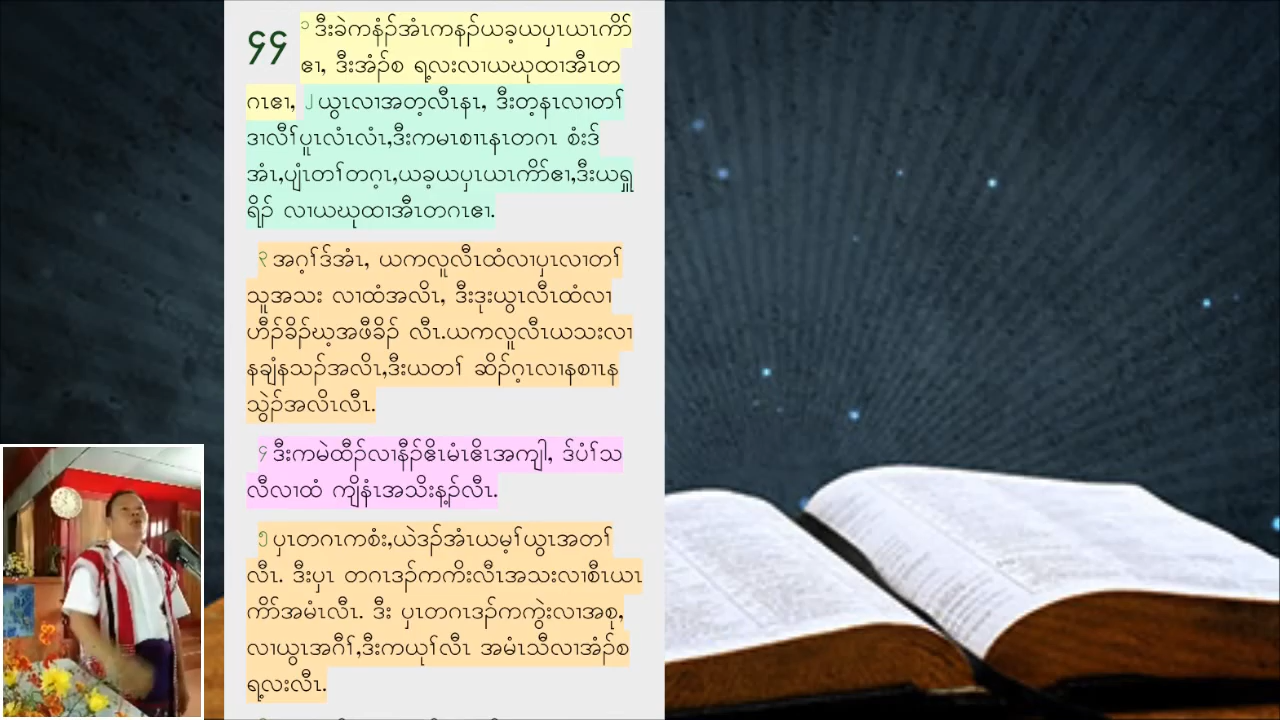 ၄၄ ၁ ဒီးခဲကနံၣ်အံၤကနၣ်ယခ့ယပှၤယၤကိာ်
ဧၢ, ဒီးအံၣ်စ ရ့လးလၢယဃုထၢအီၤတ
ဂၤဧၢ, ၂ ယွၤလၢအတ့လီၤနၤ, ဒီးတ့နၤလၢတၢ်
ဒၢလီၢ်ပူၤလံၤလံၤ,ဒီးကမၤစၢၤနၤတဂၤ စံးဒ်
အံၤ,ပျံၤတၢ်တဂ့ၤ,ယခ့ယပှၤယၤကိာ်ဧၢ,ဒီးယရှူ
ရိၣ် လၢယဃုထၢအီၤတဂၤဧၢ.
၃ အဂ့ၢ်ဒ်အံၤ, ယကလူလီၤထံလၢပှၤလၢတၢ်
သူအသး လၢထံအလိၤ, ဒီးဒုးယွၤလီၤထံလၢ
ဟီၣ်ခိၣ်ဃ့အဖီခိၣ် လီၤ.ယကလူလီၤယသးလၢ
နချံနသၣ်အလိၤ,ဒီးယတၢ် ဆိၣ်ဂ့ၤလၢနစၢၤန
သွဲၣ်အလိၤလီၤ.
၄ ဒီးကမဲထီၣ်လၢနီၣ်ဧိၤမံၤဧိၤအကျါ, ဒ်ပံၢ်သ
လီလၢထံ ကျိနံၤအသိးန့ၣ်လီၤ.
၅ ပှၤတဂၤကစံး,ယဲဒၣ်အံၤယမ့ၢ်ယွၤအတၢ်
လီၤ. ဒီးပှၤ တဂၤဒၣ်ကကိးလီၤအသးလၢစီၤယၤ
ကိာ်အမံၤလီၤ. ဒီး ပှၤတဂၤဒၣ်ကကွဲးလၢအစု,
လၢယွၤအဂီၢ်,ဒီးကယုၢ်လီၤ အမံၤသီလၢအံၣ်စ
ရ့လးလီၤ.